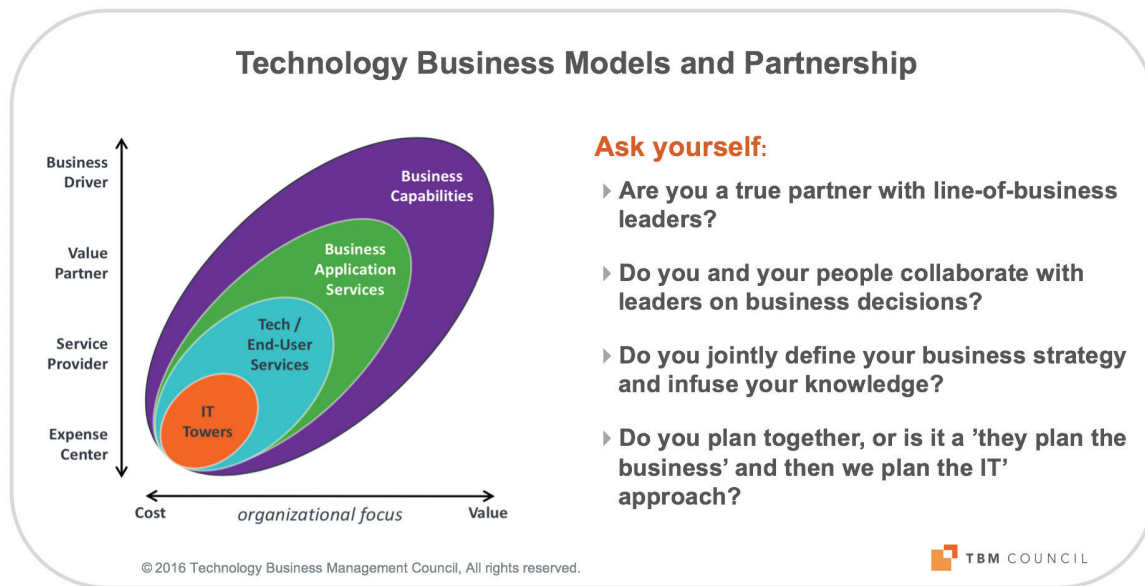 Technology Business Models and Partnership
Business
Driver
Value
Partner
Service
Provider
Expense
Center
Business
Capabilities
Business
Application
Services
Tech /
End-User
Services
IT
Towers
Cost
organizational focus
Value
Ask yourself:
Are you a true partner with line-of-business
leaders?
Do you and your people collaborate with
leaders on business decisions?
Do you jointly define your business strategy
and infuse your knowledge?
Do you plan together, or is it a ’they plan the
business’ and then we plan the IT’
approach?
© 2016 Technology Business Management Council, All rights reserved.
TBM COUNCIL